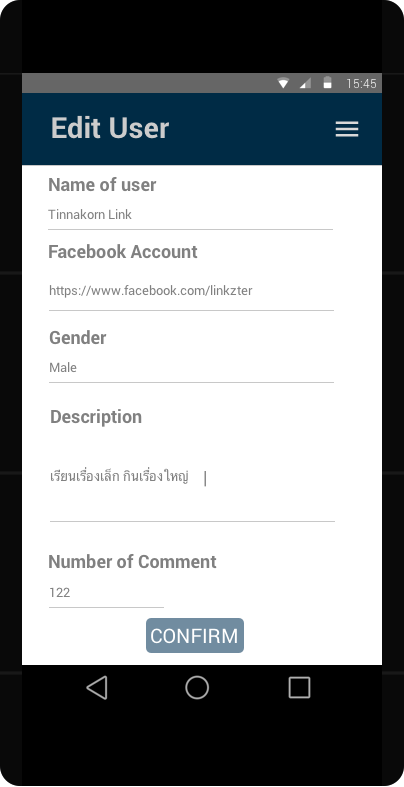 15:45
Edit User
Name of user
Tinnakorn Link
Facebook Account
https://www.facebook.com/linkzter
Gender
Male
Description
เรียนเรื่องเล็ก กินเรื่องใหญ่
Number of Comment
122
CONFIRM